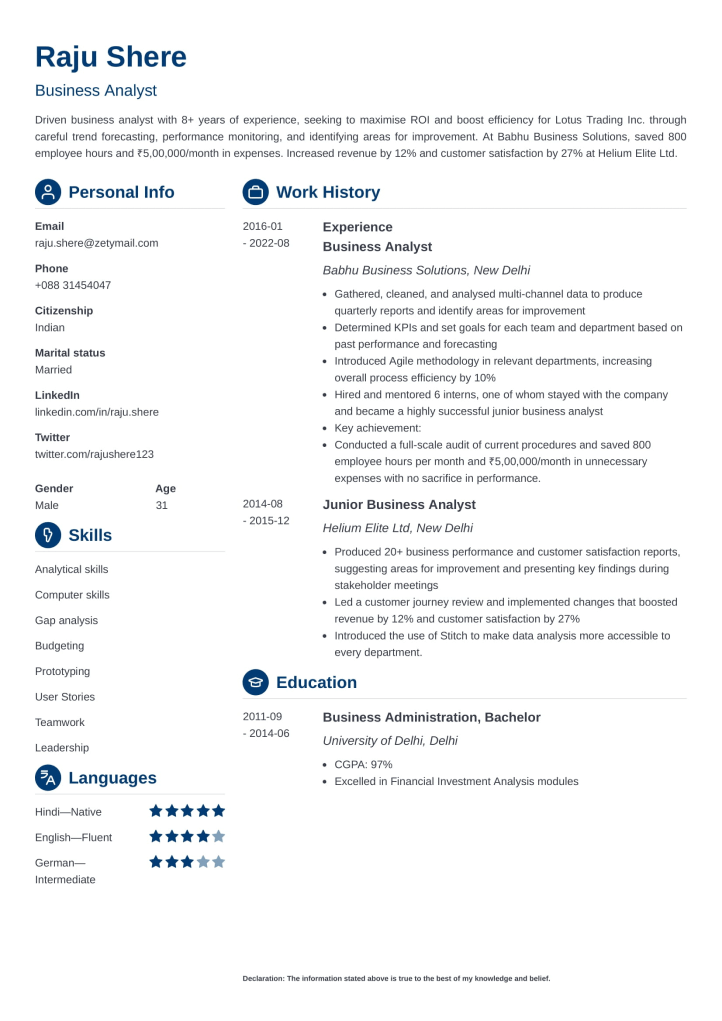 Raju Shere
Business Analyst
Driven business analyst with 8+ years of experience, seeking to maximise ROI and boost efficiency for Lotus Trading Inc. through
careful trend forecasting, performance monitoring, and identifying areas for improvement. At Babhu Business Solutions, saved 800
employee hours and ₹5,00,000/month in expenses. Increased revenue by 12% and customer satisfaction by 27% at Helium Elite Ltd.
Personal Info
Email
raju.shere@zetymail.com
Phone
+088 31454047
Citizenship
Indian
Marital status
Married
LinkedIn
linkedin.com/in/raju.shere
Twitter
twitter.com/rajushere123
Gender Age
Male 31
Skills
Analytical skills
Computer skills
Gap analysis
Budgeting
Prototyping
User Stories
Teamwork
Leadership
Languages
Hindi—Native
English—Fluent
German—
Intermediate
Work History
2016-01
- 2022-08
Experience
Business Analyst
Babhu Business Solutions, New Delhi
• Gathered, cleaned, and analysed multi-channel data to produce
quarterly reports and identify areas for improvement
• Determined KPIs and set goals for each team and department based on
past performance and forecasting
• Introduced Agile methodology in relevant departments, increasing
overall process efficiency by 10%
• Hired and mentored 6 interns, one of whom stayed with the company
and became a highly successful junior business analyst
• Key achievement:
• Conducted a full-scale audit of current procedures and saved 800
employee hours per month and ₹5,00,000/month in unnecessary
expenses with no sacrifice in performance.
2014-08
- 2015-12
Junior Business Analyst
Helium Elite Ltd, New Delhi
• Produced 20+ business performance and customer satisfaction reports,
suggesting areas for improvement and presenting key findings during
stakeholder meetings
• Led a customer journey review and implemented changes that boosted
revenue by 12% and customer satisfaction by 27%
• Introduced the use of Stitch to make data analysis more accessible to
every department.
Education
2011-09
- 2014-06
Business Administration, Bachelor
University of Delhi, Delhi
• CGPA: 97%
• Excelled in Financial Investment Analysis modules
Declaration: The information stated above is true to the best of my knowledge and belief.